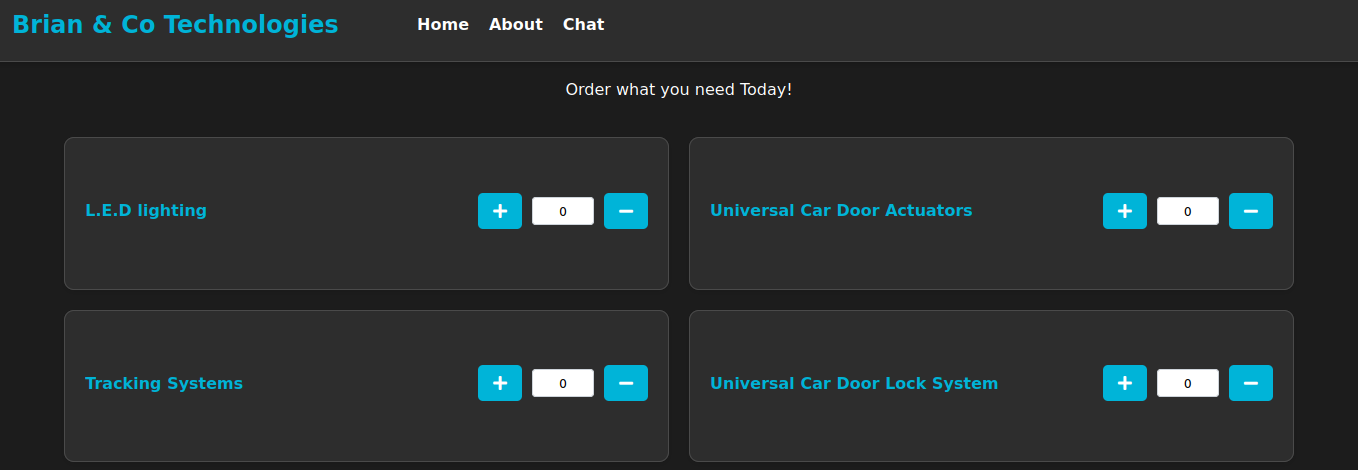 Brian & Co Technologies Home About Chat
Order what you need Today!
L.E.D lighting + 0 −
Universal Car Door Actuators + 0 −
Tracking Systems + 0 −
Universal Car Door Lock System + 0 −